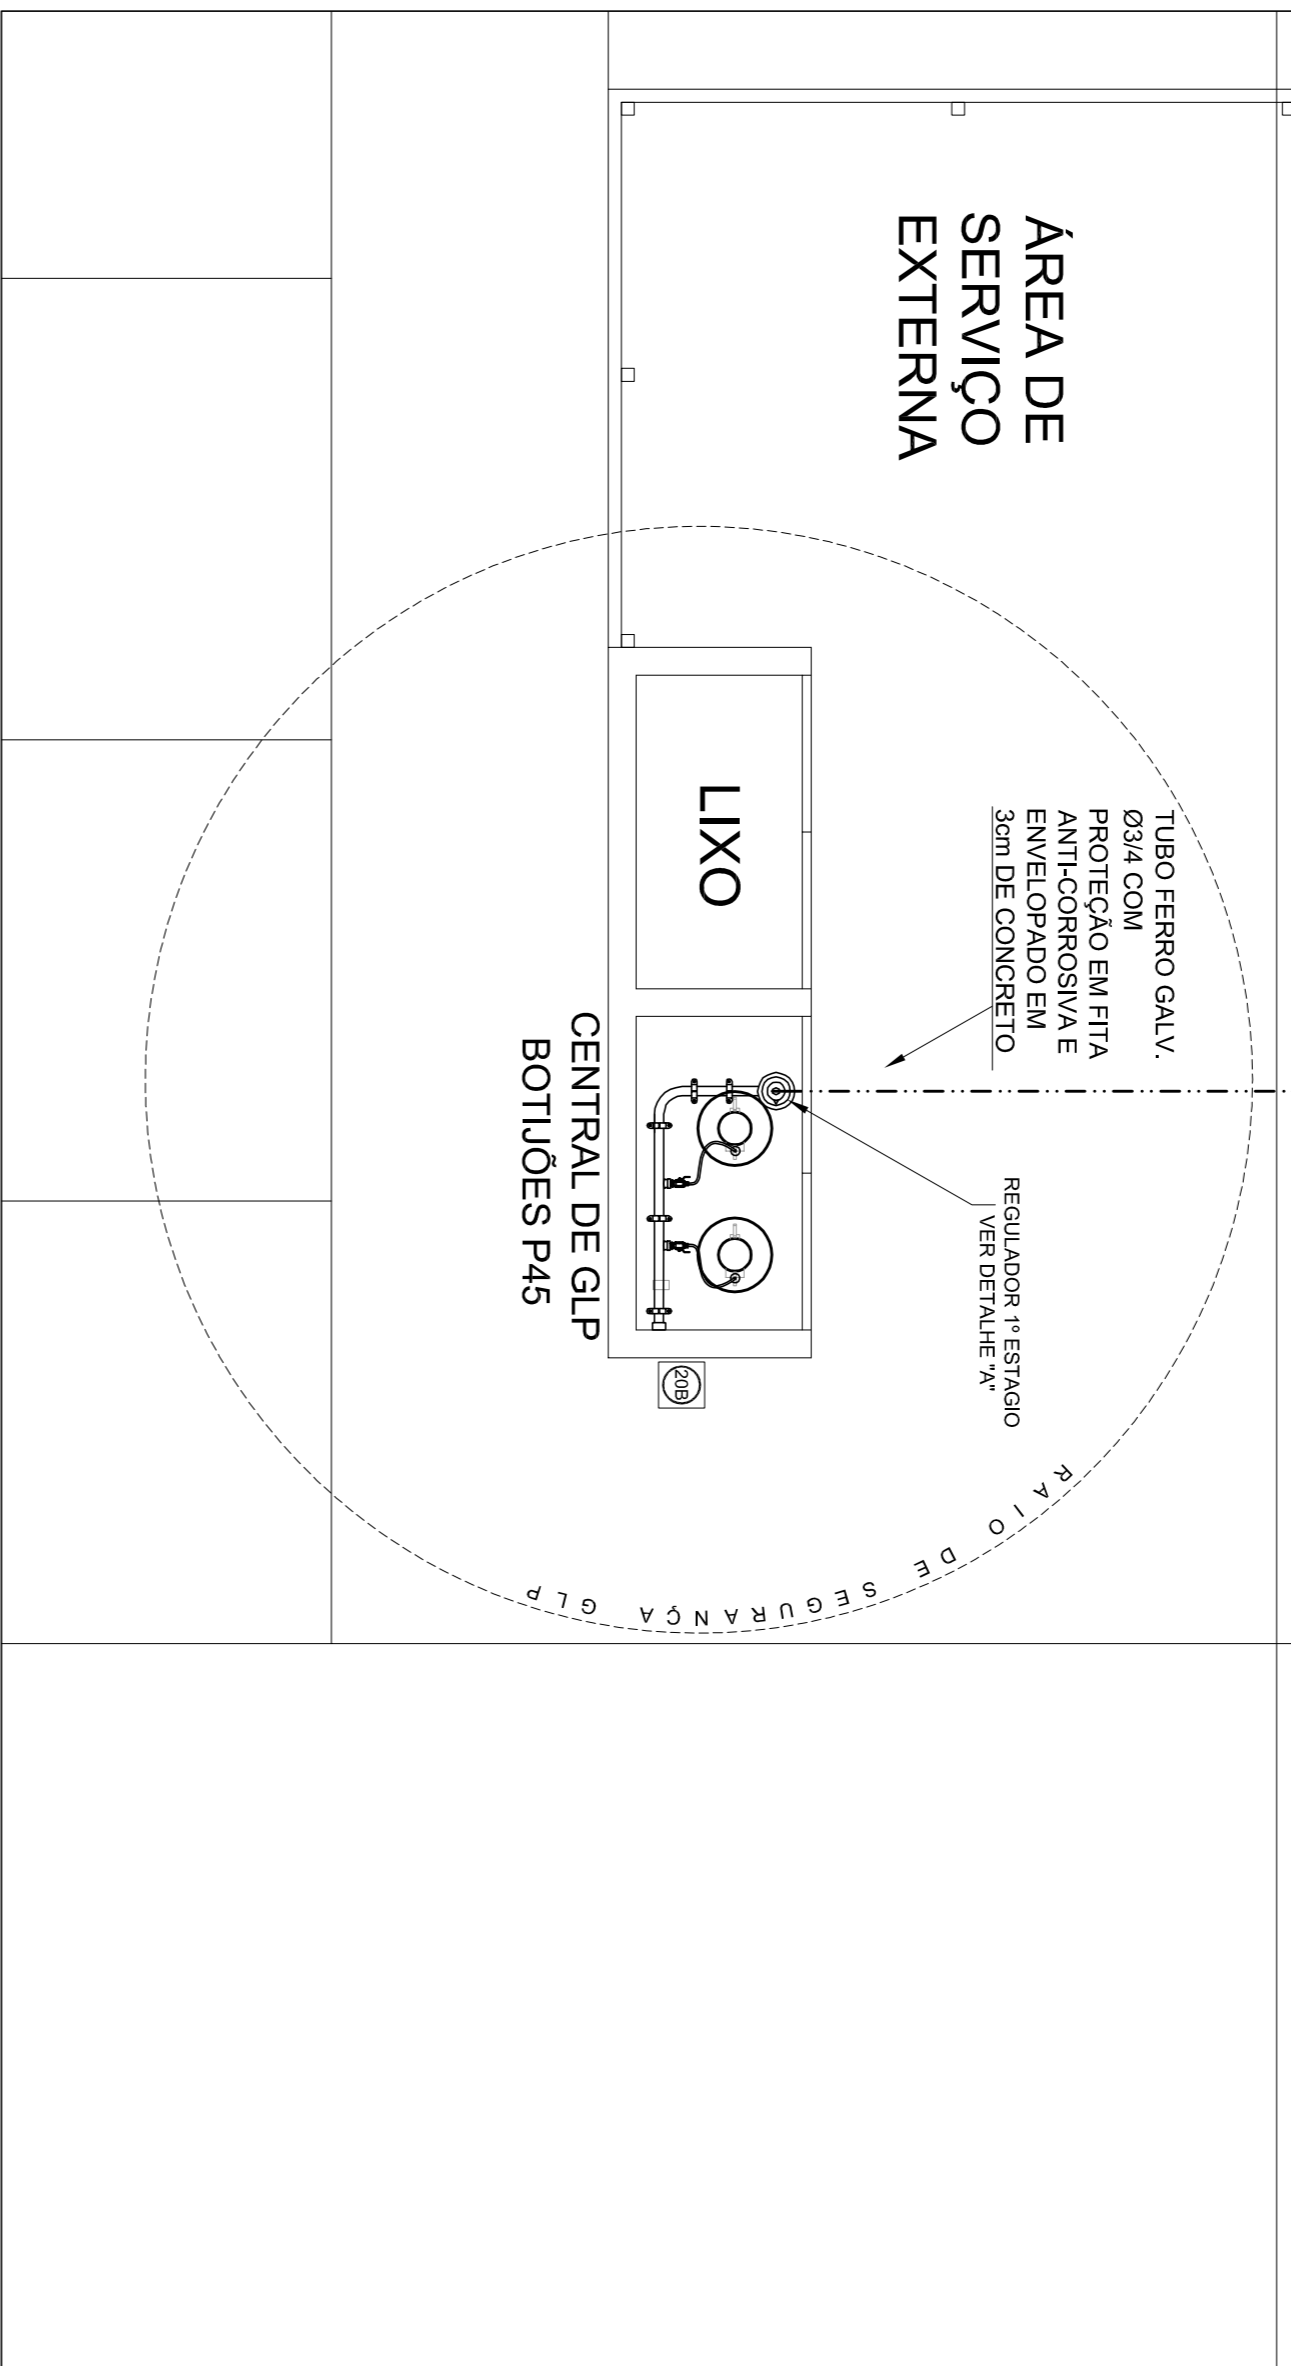 ÁREA DE
SERVIÇO
EXTERNA
TUBO FERRO GALV.
Ø3/4 COM
PROTEÇÃO EM FITA
ANTI-CORROSIVA E
ENVELOPADO EM
3cm DE CONCRETO
REGULADOR 1º ESTAGIO
VER DETALHE "A"
LIXO
CENTRAL DE GLP
BOTIJÕES P45
20B
RAIO DE SEGURANÇA GLP